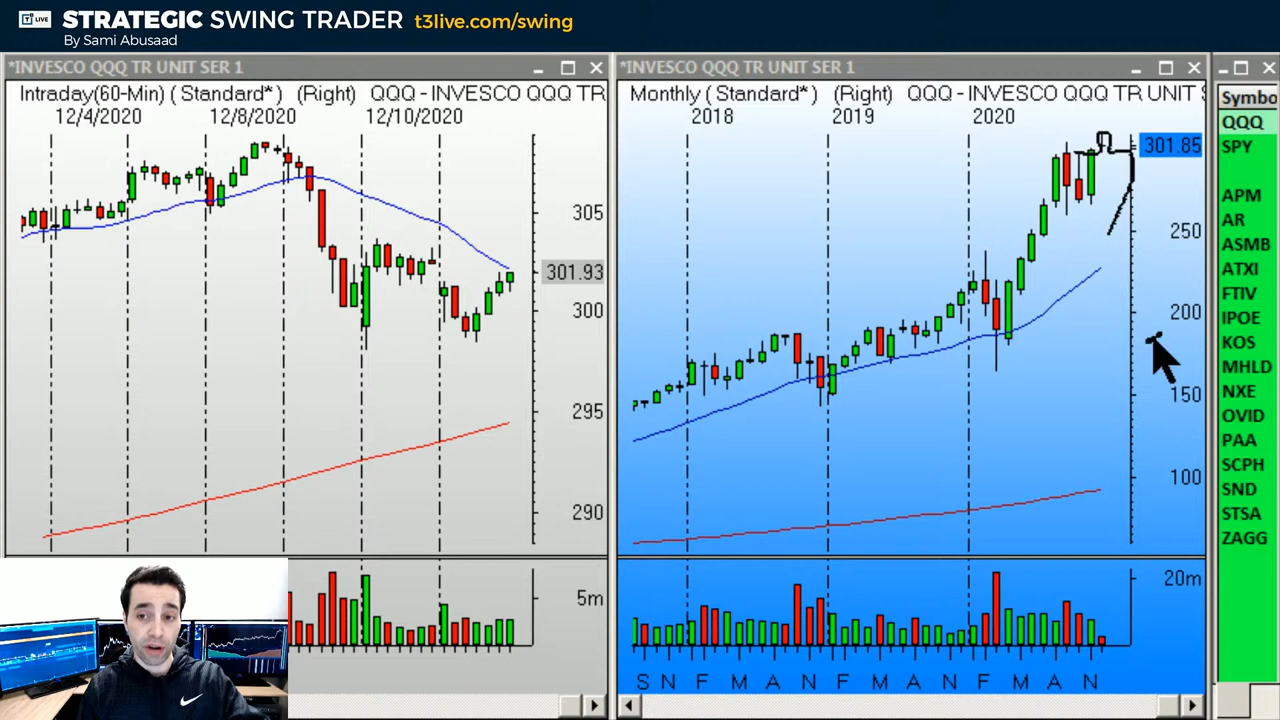 T3 LIVE STRATEGIC SWING TRADER t3live.com/swing
By Sami Abusaad
*INVESCO QQQ TR UNIT SER 1
Intraday(60-Min) (Standard*) (Right) QQQ - INVESCO QQQ TR
12/4/2020 12/8/2020 12/10/2020
305
301.93
300
295
290
5m
*INVESCO QQQ TR UNIT SER 1
Monthly (Standard*) (Right) QQQ - INVESCO QQQ TR UNIT S
2018 2019 2020
301.85
250
200
150
100
20m
S N F M A N F M A N F M A N
Symbo
QQQ
SPY
APM
AR
ASMB
ATXI
FTIV
IPOE
KOS
MHLD
NXE
OVID
PAA
SCPH
SND
STSA
ZAGG